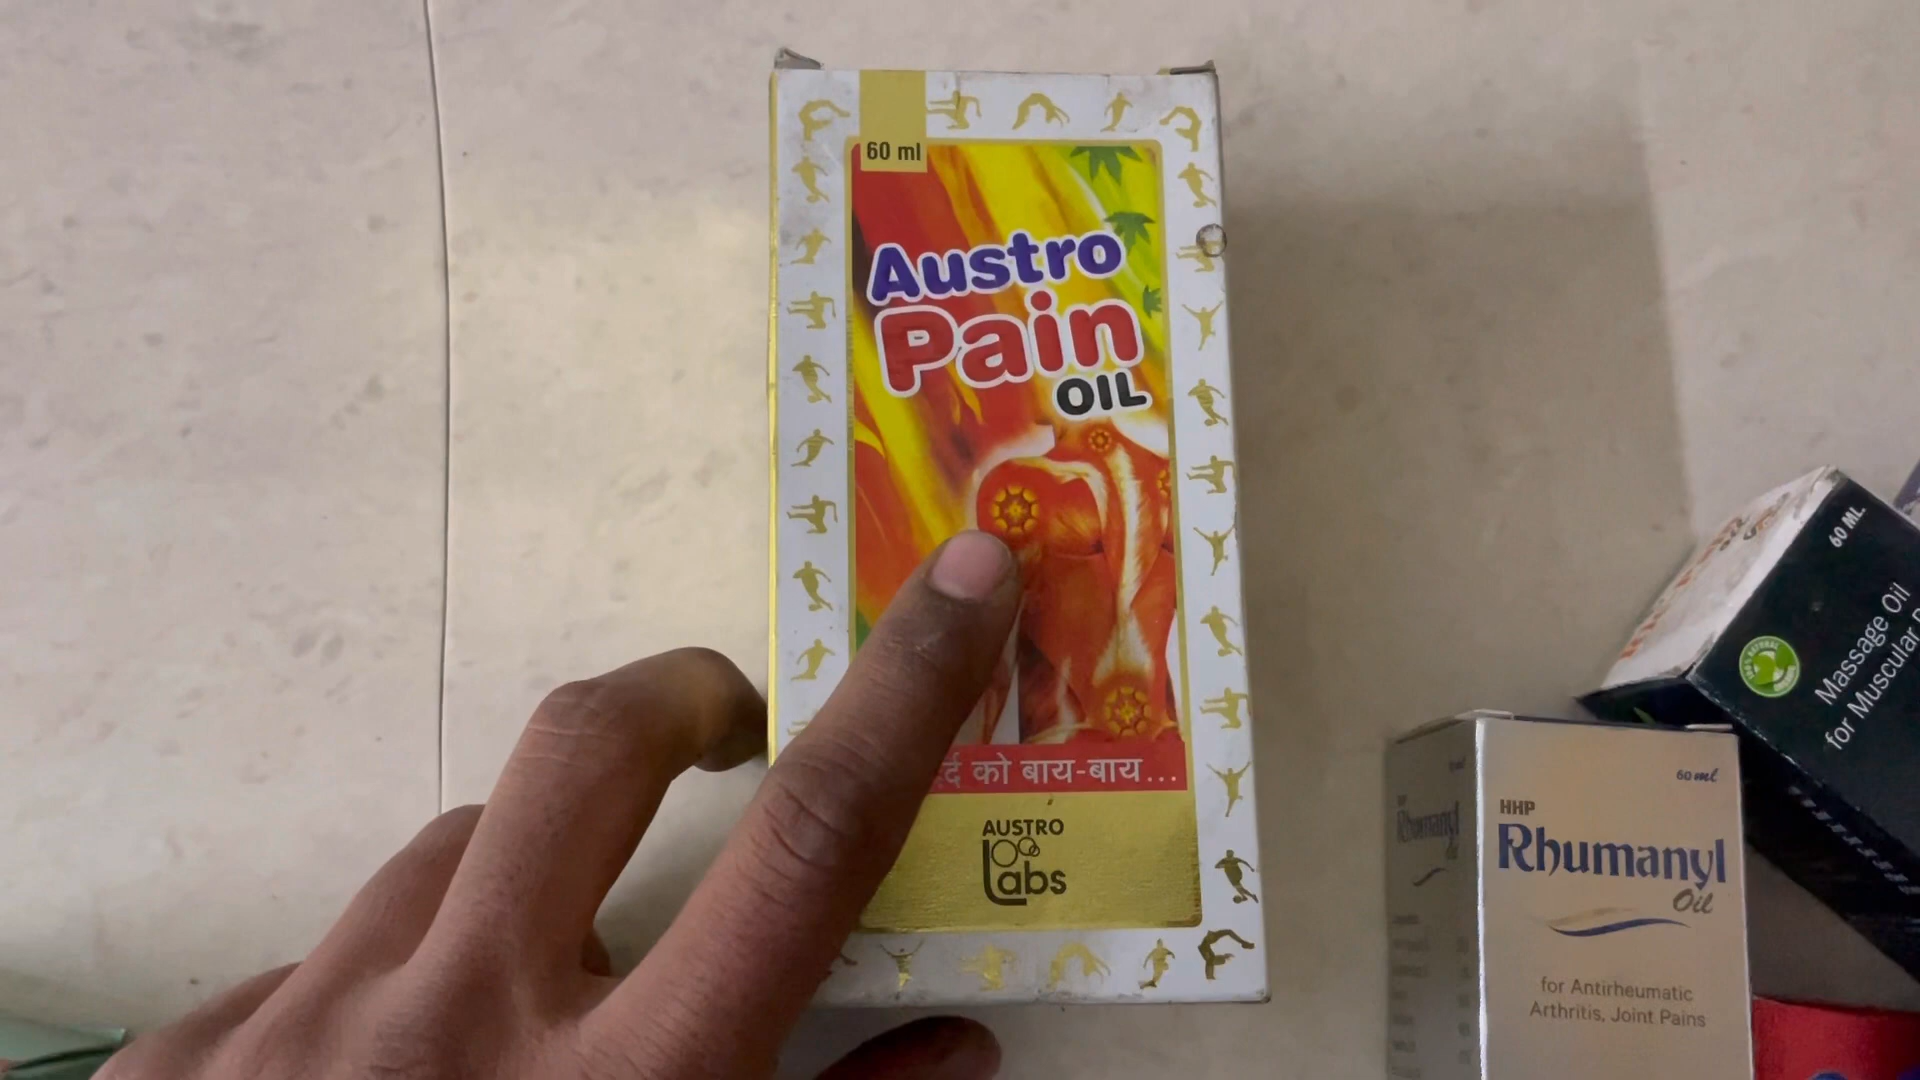 60 ml
Austro
Pain
OIL
को बाय-बाय...
AUSTRO
Labs
60 ML.
Massage Oil
for Muscular
60 ml
HHP
Rhumanyl
Oil
for Antirheumatic
Arthritis, Joint Pains
Rhumanyl